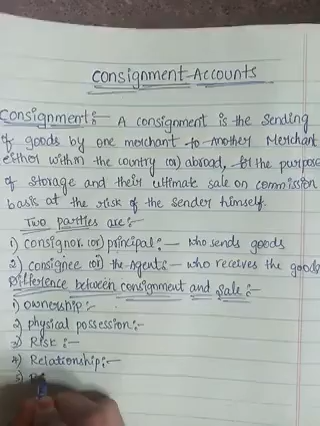 Consignment Accounts
Consignment:- A consignment is the sending
of goods by one merchant to Another Merchant
either within the country (or) abroad, for the purpose
of storage and their ultimate sale on commission
basis at the risk of the sender himself.
Two parties are:-
1) consignor (or) principal:- who sends goods
2) consignee (or) the Agents:- who receives the goods
Difference between consignment and sale:-
1) ownership:-
2) physical possession:-
3) Risk:-
4) Relationship:-
5)